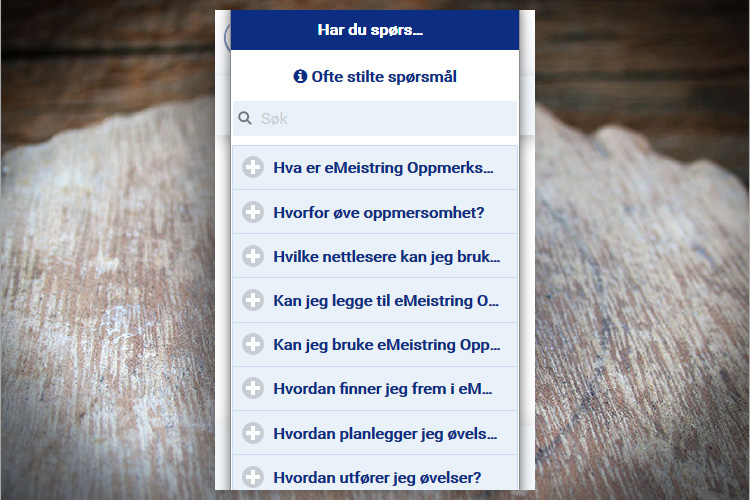 Har du spørs...
Ofte stilte spørsmål
Søk
Hva er eMeistring Oppmerks...
Hvorfor øve oppmersomhet?
Hvilke nettlesere kan jeg bruk...
Kan jeg legge til eMeistring O...
Kan jeg bruke eMeistring Opp...
Hvordan finner jeg frem i eM...
Hvordan planlegger jeg øvels...
Hvordan utfører jeg øvelser?